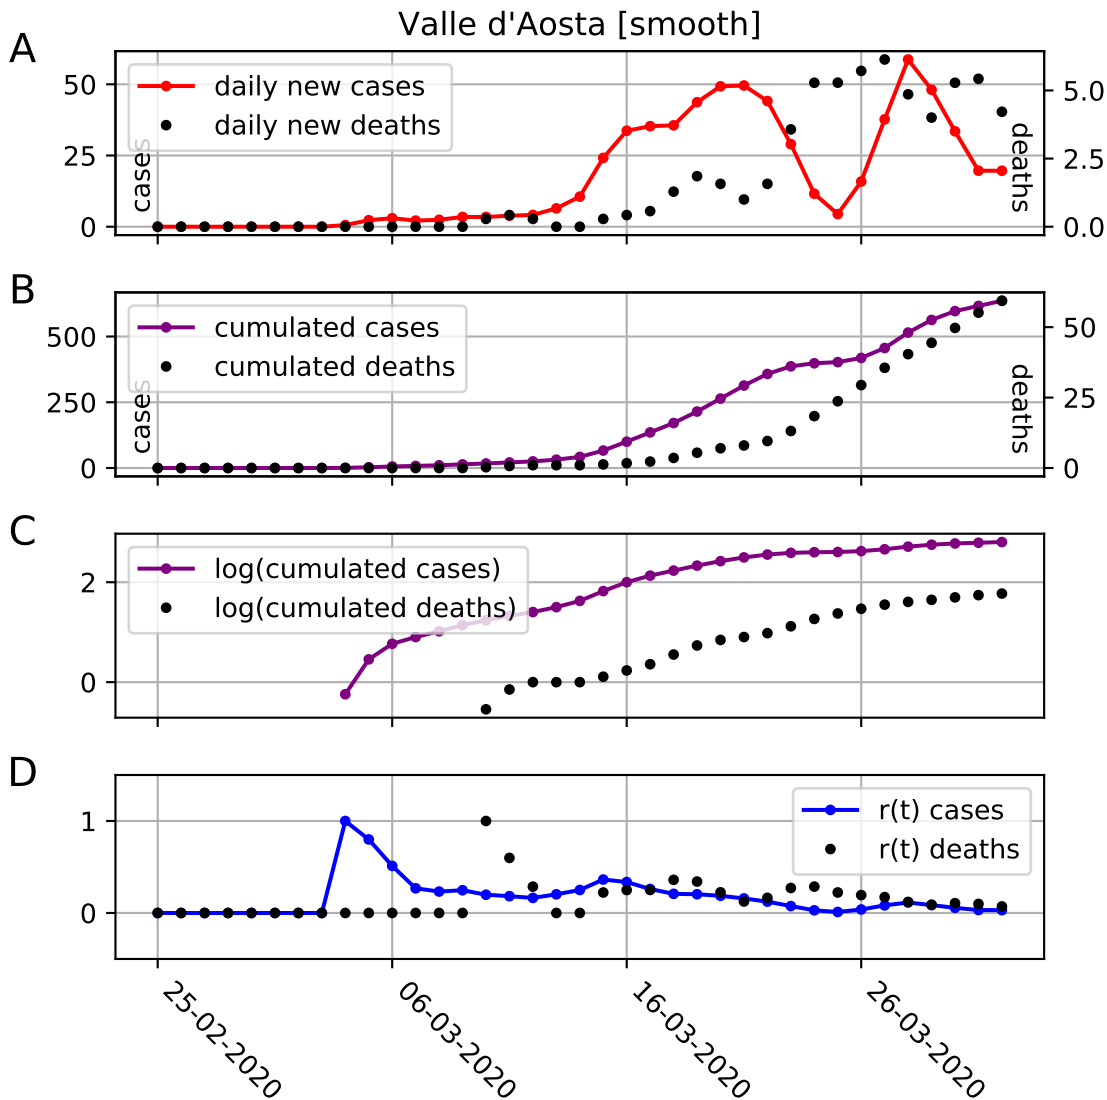 Valle d'Aosta [smooth]
A
daily new cases
daily new deaths
50
25
0
cases
5.0
2.5
0.0
deaths
B
cumulated cases
cumulated deaths
500
250
0
cases
50
25
0
deaths
C
log(cumulated cases)
log(cumulated deaths)
2
0
D
r(t) cases
r(t) deaths
1
0
25-02-2020
06-03-2020
16-03-2020
26-03-2020